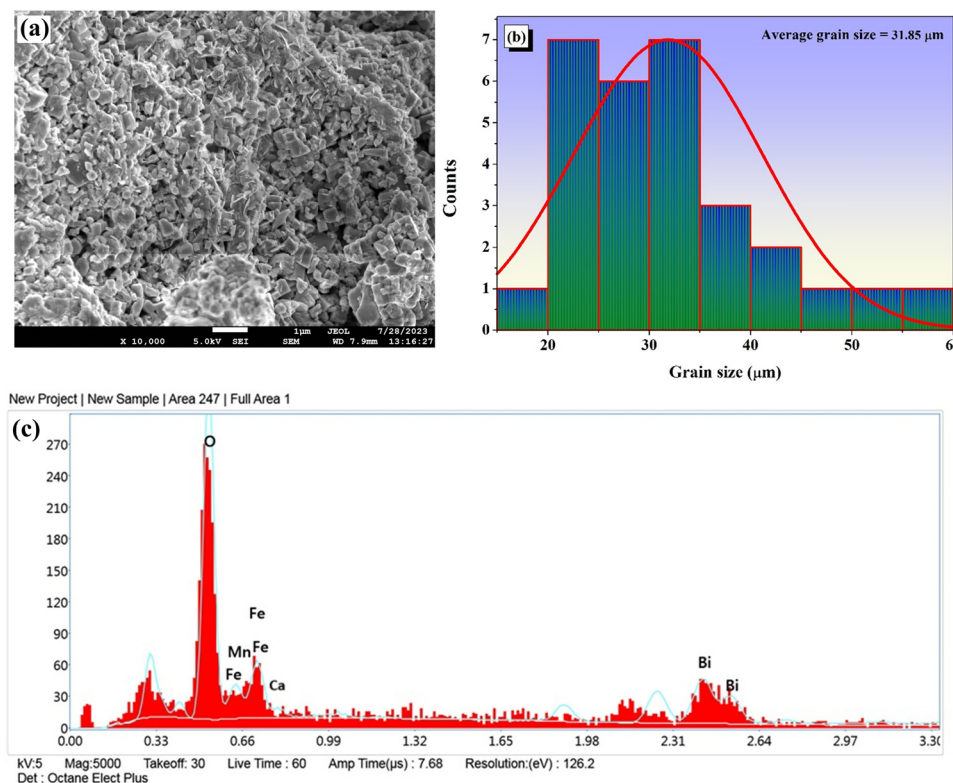 (a)
1μm JEOL 7/28/2023
X 10,000 5.0kV SEI SEM WD 7.9mm 13:16:27
(b)
Average grain size = 31.85 μm
7
6
5
4
3
2
1
0
Counts
20 30 40 50 6
Grain size (μm)
New Project | New Sample | Area 247 | Full Area 1
(c)
270
240
210
180
150
120
90
60
30
0
O
Fe
Mn Fe
Fe
Ca
Bi
Bi
0.00 0.33 0.66 0.99 1.32 1.65 1.98 2.31 2.64 2.97 3.30
kV:5 Mag:5000 Takeoff: 30 Live Time : 60 Amp Time(μs) : 7.68 Resolution:(eV) : 126.2
Det : Octane Elect Plus